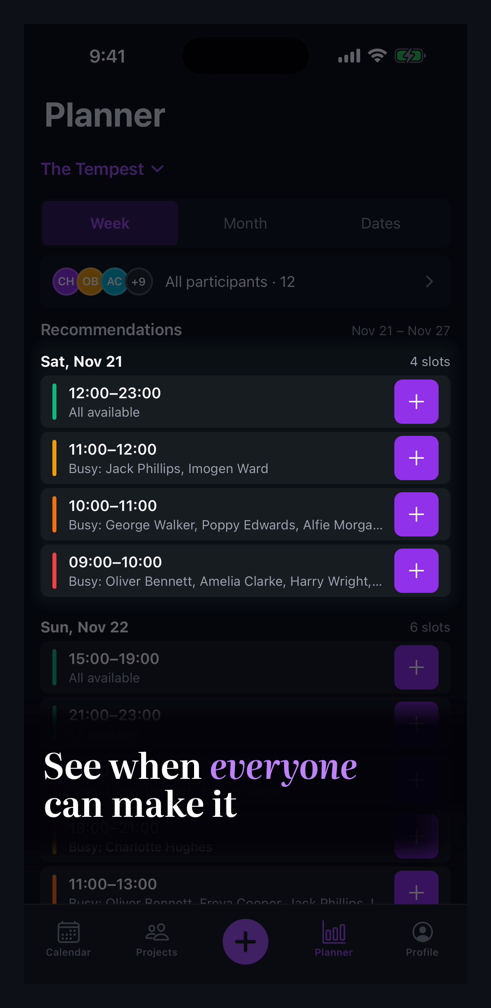 9:41
Planner
The Tempest
Week Month Dates
CH OB AC +9 All participants · 12
Recommendations Nov 21 – Nov 27
Sat, Nov 21 4 slots
12:00–23:00
All available
11:00–12:00
Busy: Jack Phillips, Imogen Ward
10:00–11:00
Busy: George Walker, Poppy Edwards, Alfie Morga...
09:00–10:00
Busy: Oliver Bennett, Amelia Clarke, Harry Wright,...
Sun, Nov 22 6 slots
15:00–19:00
All available
21:00–23:00
See when everyone
can make it
Busy: Charlotte Hughes
11:00–13:00
Busy: Oliver Bennett, Freya Cooper, Jack Phillips,
Calendar Projects Planner Profile